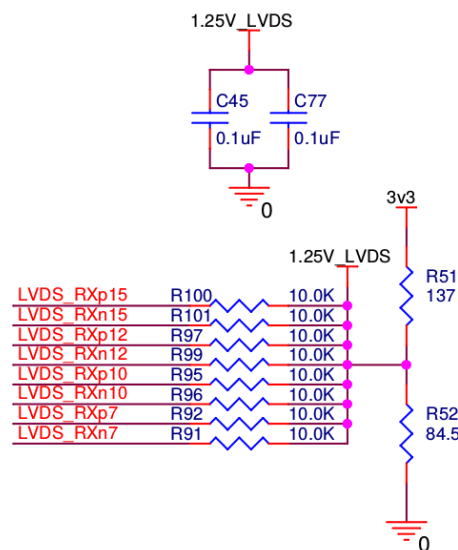 1.25V_LVDS
C45
C77
0.1uF
0.1uF
0
3v3
1.25V_LVDS
R51
137
LVDS_RXp15
R100
10.0K
LVDS_RXn15
R101
10.0K
LVDS_RXp12
R97
10.0K
LVDS_RXn12
R99
10.0K
LVDS_RXp10
R95
10.0K
LVDS_RXn10
R96
10.0K
LVDS_RXp7
R92
10.0K
LVDS_RXn7
R91
10.0K
R52
84.5
0